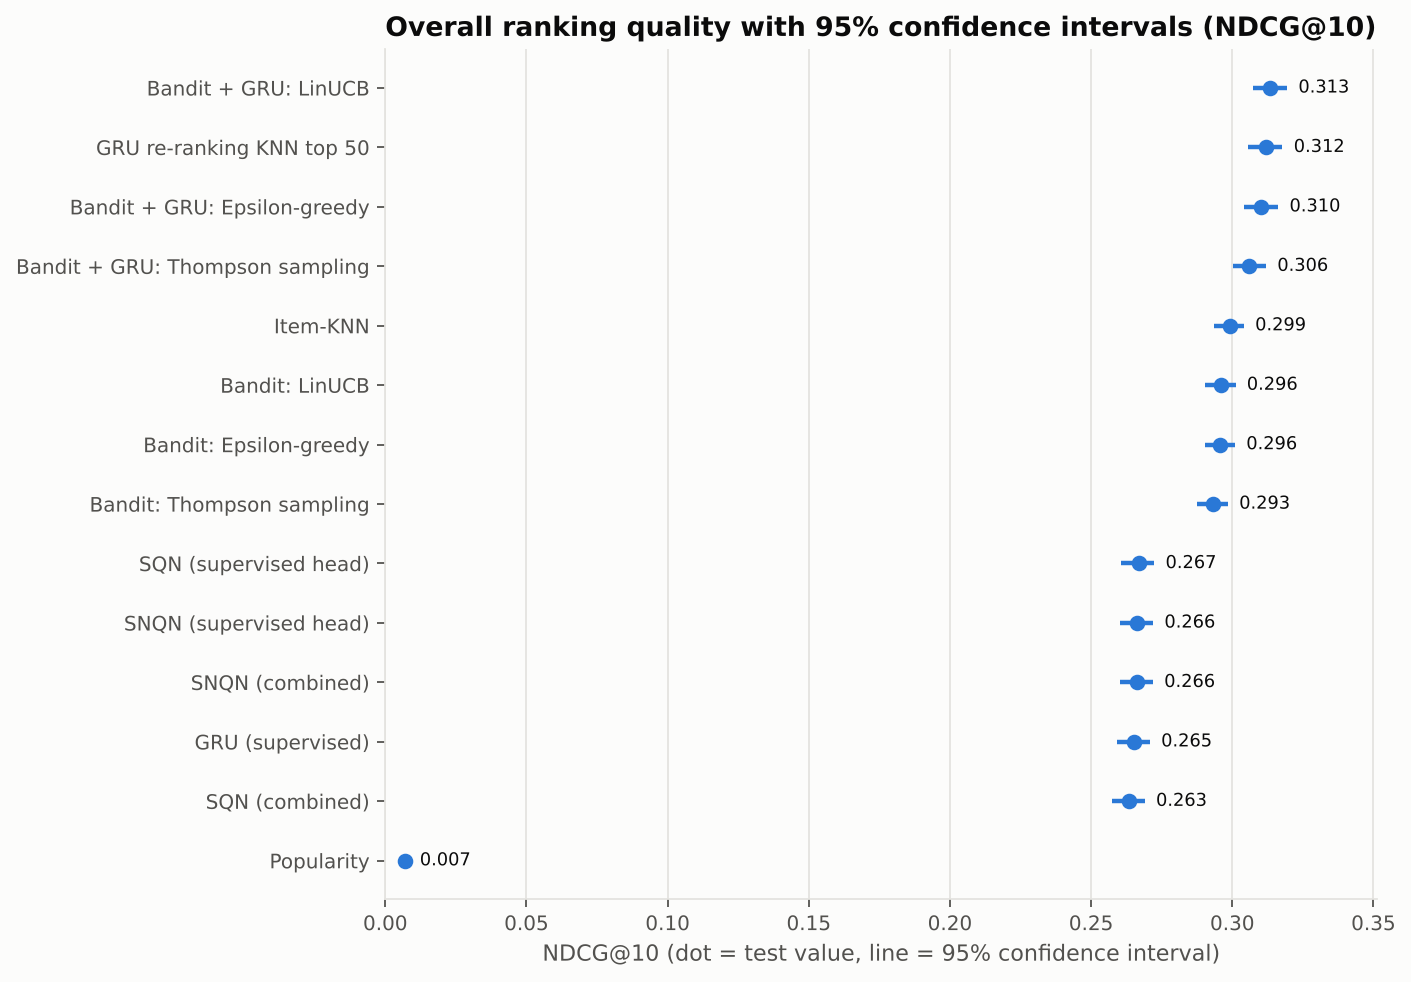 Overall ranking quality with 95% confidence intervals (NDCG@10)
Bandit + GRU: LinUCB 0.313
GRU re-ranking KNN top 50 0.312
Bandit + GRU: Epsilon-greedy 0.310
Bandit + GRU: Thompson sampling 0.306
Item-KNN 0.299
Bandit: LinUCB 0.296
Bandit: Epsilon-greedy 0.296
Bandit: Thompson sampling 0.293
SQN (supervised head) 0.267
SNQN (supervised head) 0.266
SNQN (combined) 0.266
GRU (supervised) 0.265
SQN (combined) 0.263
Popularity 0.007
0.00 0.05 0.10 0.15 0.20 0.25 0.30 0.35
NDCG@10 (dot = test value, line = 95% confidence interval)